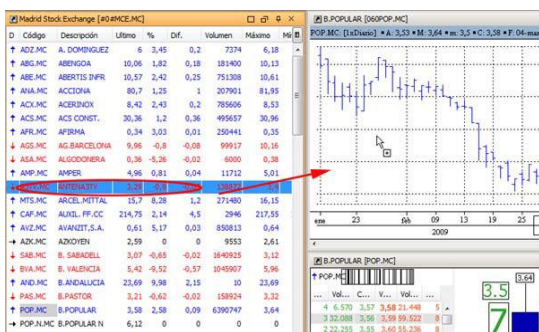 Madrid Stock Exchange [#0#MCE.MC]
D Código Descripción Ultimo % Dif. Volumen Máximo
ADZ.MC A. DOMINGUEZ 6 3,45 0,2 7374 6,18
ABG.MC ABENGOA 10,06 1,82 0,18 181400 10,13
ABE.MC ABERTIS INFR 10,57 2,42 0,25 751308 10,61
ANA.MC ACCIONA 80,7 1,25 1 207901 81,95
ACX.MC ACERINOX 8,42 2,43 0,2 785606 8,53
ACS.MC ACS CONST. 30,36 1,2 0,36 495657 30,96
AFR.MC AFIRMA 0,34 3,03 0,01 250441 0,35
AGS.MC AG.BARCELONA 9,96 -0,8 -0,08 99917 10,16
ASA.MC ALGODONERA 0,36 -5,26 -0,02 6000 0,38
AMP.MC AMPER 4,96 0,81 0,04 11712 5,01
ANTENA3TV 3,29
MTS.MC ARCEL.MITTAL 15,7 8,28 1,2 271480 16,15
CAF.MC AUXIL. FF.CC 214,75 2,14 4,5 2946 217,55
AVZ.MC AVANZIT,S.A. 0,61 5,17 0,03 850813 0,64
AZK.MC AZKOYEN 2,59 0 0 9553 2,61
SAB.MC B. SABADELL 3,07 -0,65 -0,02 1640925 3,12
BVA.MC B. VALENCIA 5,42 -9,52 -0,57 1045907 5,96
AND.MC B.ANDALUCIA 23,69 9,98 2,15 10 23,69
PAS.MC B.PASTOR 3,21 -0,62 -0,02 158924 3,32
POP.MC B.POPULAR 3,58 2,58 0,09 6390747 3,64
POP.N.MC B.POPULAR N 6,12 0 0 0 0
B.POPULAR [060POP.MC]
POP.MC: [1xDiario] A: 3,53 M: 3,64 m: 3,5 C: 3,58 F: 04-mar
ene 23 feb 09 13 19 25
2009
B.POPULAR [POP.MC]
POP.MC
... Vol... C... V... Vol... ...
4 6.570 3,57 3,58 21.448 5
3 32.088 3,56 3,59 59.522 8
2 22.255 3,55 3,60 55.236
3.64
3.5
7